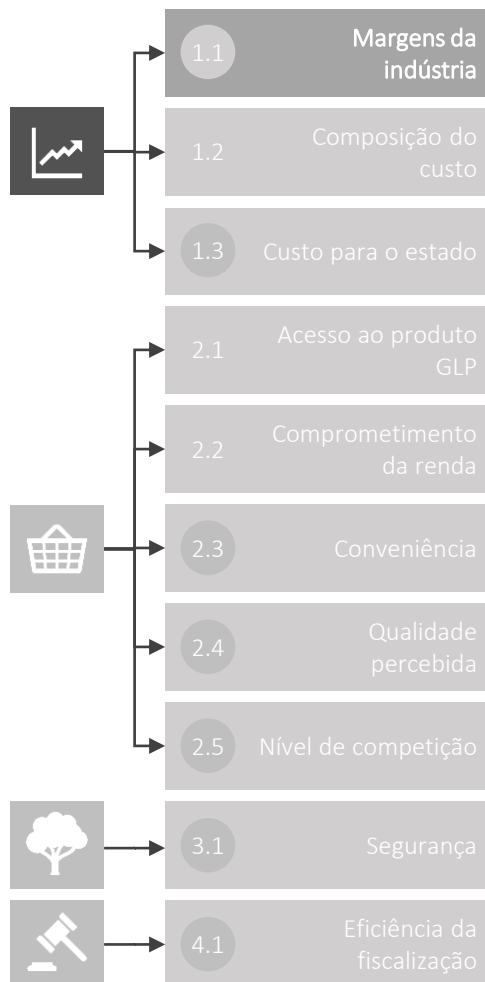 1.1
Margens da
indústria
1.2
Composição do
custo
1.3
Custo para o estado
2.1
Acesso ao produto
GLP
2.2
Comprometimento
da renda
2.3
Conveniência
2.4
Qualidade
percebida
2.5
Nível de competição
3.1
Segurança
4.1
Eficiência da
fiscalização